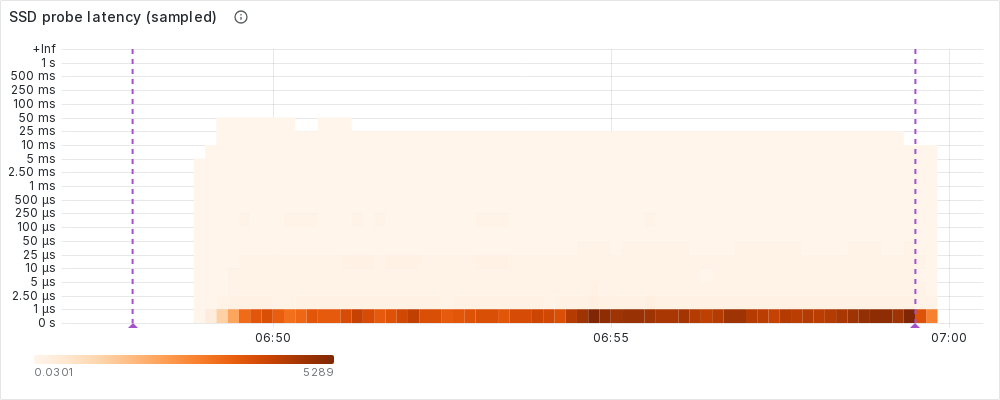 SSD probe latency (sampled)
+Inf
1 s
500 ms
250 ms
100 ms
50 ms
25 ms
10 ms
5 ms
2.50 ms
1 ms
500 µs
250 µs
100 µs
50 µs
25 µs
10 µs
5 µs
2.50 µs
1 µs
0 s
06:50 06:55 07:00
0.0301 5289